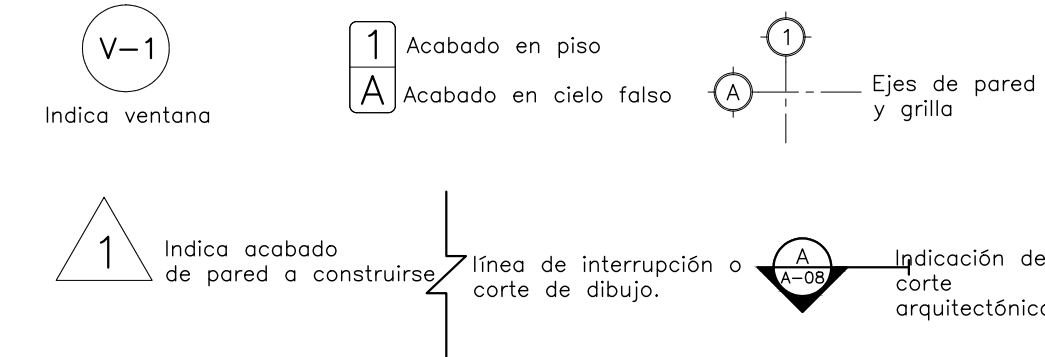 V-1
Indica ventana
1
Acabado en piso
A
Acabado en cielo falso
1
A
Ejes de pared
y grilla
1
Indica acabado
de pared a construirse
línea de interrupción o
corte de dibujo.
A
A-08
Indicación de
corte
arquitectónico